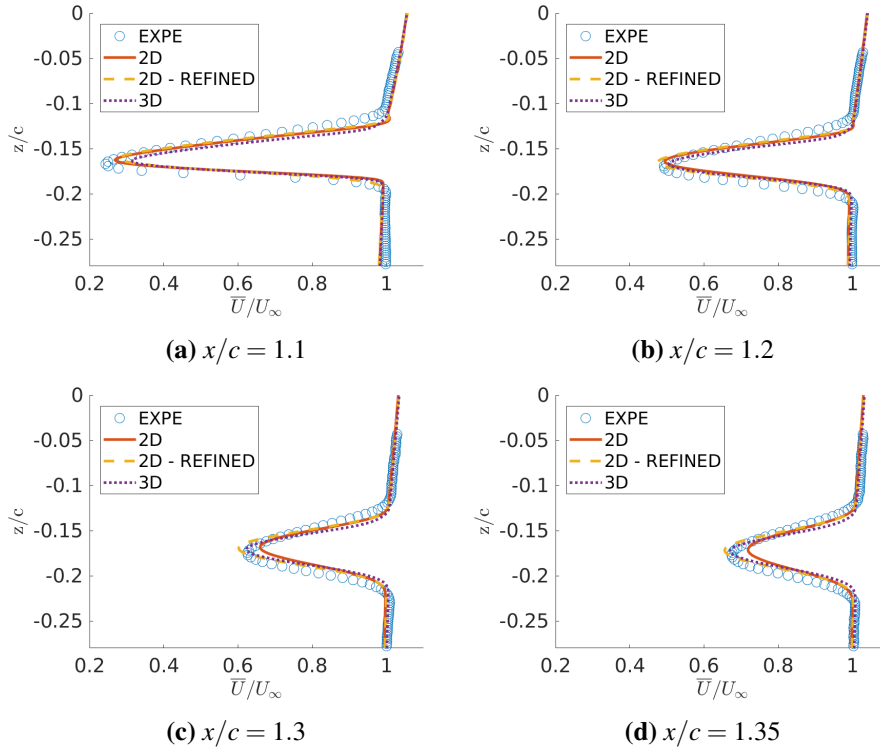 0
-0.05
-0.1
-0.15
-0.2
-0.25
z/c
EXPE
2D
2D - REFINED
3D
0.2 0.4 0.6 0.8 1
U̅/U∞
(a) x/c = 1.1
0
-0.05
-0.1
-0.15
-0.2
-0.25
z/c
EXPE
2D
2D - REFINED
3D
0.2 0.4 0.6 0.8 1
U̅/U∞
(b) x/c = 1.2
0
-0.05
-0.1
-0.15
-0.2
-0.25
z/c
EXPE
2D
2D - REFINED
3D
0.2 0.4 0.6 0.8 1
U̅/U∞
(c) x/c = 1.3
0
-0.05
-0.1
-0.15
-0.2
-0.25
z/c
EXPE
2D
2D - REFINED
3D
0.2 0.4 0.6 0.8 1
U̅/U∞
(d) x/c = 1.35